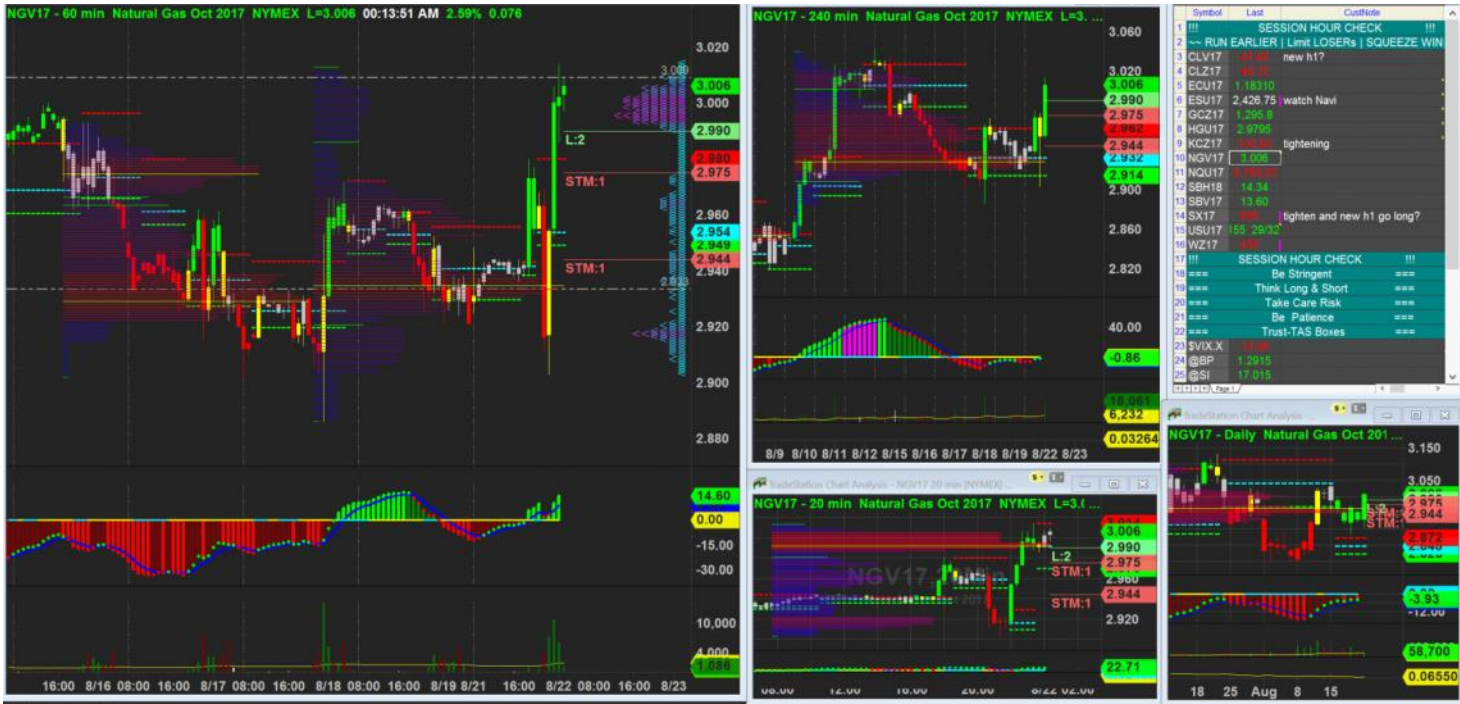 NGV17 - 60 min Natural Gas Oct 2017 NYMEX L=3.006 00:13:51 AM 2.59% 0.076
3.020
3.006
3.000
2.990
L:2
2.980
2.975
STM:1
2.960
2.954
2.949
2.944
STM:1
2.940
2.920
2.900
2.880
14.60
0.00
-15.00
-30.00
10,000
4,000
1,086
16:00 8/16 08:00 16:00 8/17 08:00 16:00 8/18 08:00 16:00 8/19 8/21 16:00 8/22 08:00 16:00 8/23
NGV17 - 240 min Natural Gas Oct 2017 NYMEX L=3. ...
3.060
3.020
3.006
2.990
2.975
2.962
2.944
2.932
2.914
2.900
2.860
2.820
40.00
-0.86
18,061
6,232
0.03264
8/9 8/10 8/11 8/12 8/15 8/16 8/17 8/18 8/19 8/22 8/23
TradeStation Chart Analysis - NGV17 20 min [NYMEX] ...
NGV17 - 20 min Natural Gas Oct 2017 NYMEX L=3.( ...
3.006
2.990
L:2
2.975
STM:1
2.960
2.944
STM:1
2.920
22.71
08:00 12:00 16:00 20:00 8/22 02:00
Symbol Last CustNote
1 !!! SESSION HOUR CHECK !!!
2 ~~ RUN EARLIER | Limit LOSERs | SQUEEZE WIN
3 CLV17 new h1?
4 CLZ17
5 ECU17 1.18310
6 ESU17 2,426.75 watch Navi
7 GCZ17 1,295.8
8 HGU17 2.9795
9 KCZ17 tightening
10 NGV17 3.006
11 NQU17
12 SBH18 14.34
13 SBV17 13.60
14 SX17 tighten and new h1 go long?
15 USU17 155 29/32
16 WZ17
17 !!! SESSION HOUR CHECK !!!
18 === Be Stringent ===
19 === Think Long & Short ===
20 === Take Care Risk ===
21 === Be Patience ===
22 === Trust-TAS Boxes ===
23 $VIX.X
24 @BP 1.2915
25 @SI 17.015
Page 1
TradeStation Chart Analysis ...
NGV17 - Daily Natural Gas Oct 201 ...
3.150
3.050
2.975
2.944
STM:1
2.872
-3.93
-12.00
58,700
0.06550
18 25 Aug 8 15